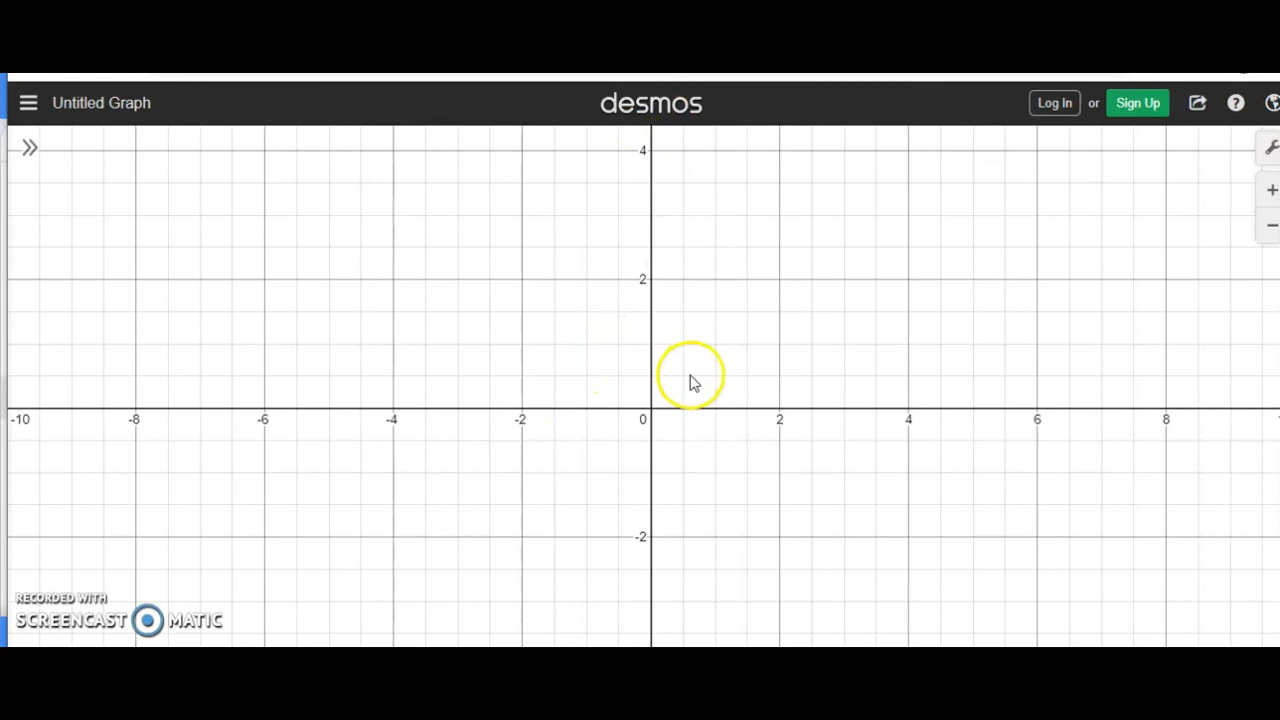 Untitled Graph
desmos
Log In or Sign Up
4
2
-10 -8 -6 -4 -2 0 2 4 6 8
-2
RECORDED WITH
SCREENCAST MATIC